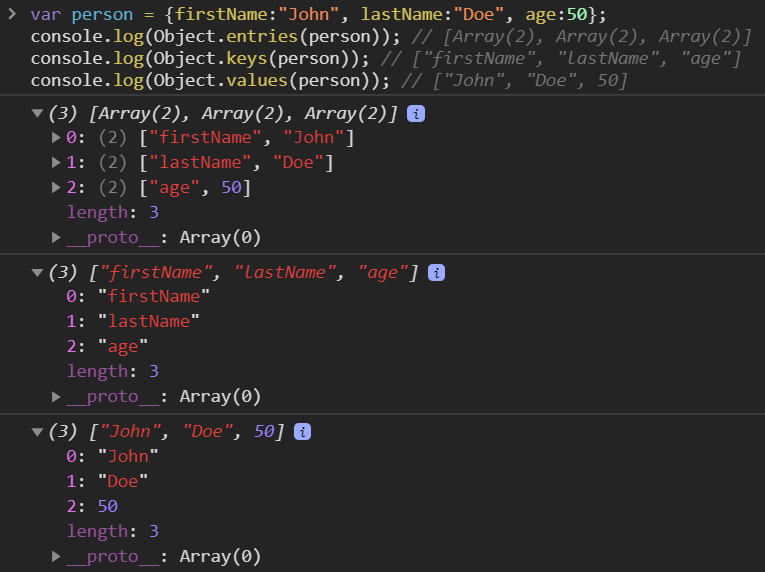 > var person = {firstName:"John", lastName:"Doe", age:50};
console.log(Object.entries(person)); // [Array(2), Array(2), Array(2)]
console.log(Object.keys(person)); // ["firstName", "lastName", "age"]
console.log(Object.values(person)); // ["John", "Doe", 50]
▼(3) [Array(2), Array(2), Array(2)] i
▶0: (2) ["firstName", "John"]
▶1: (2) ["lastName", "Doe"]
▶2: (2) ["age", 50]
length: 3
▶__proto__: Array(0)
▼(3) ["firstName", "lastName", "age"] i
0: "firstName"
1: "lastName"
2: "age"
length: 3
▶__proto__: Array(0)
▼(3) ["John", "Doe", 50] i
0: "John"
1: "Doe"
2: 50
length: 3
▶__proto__: Array(0)